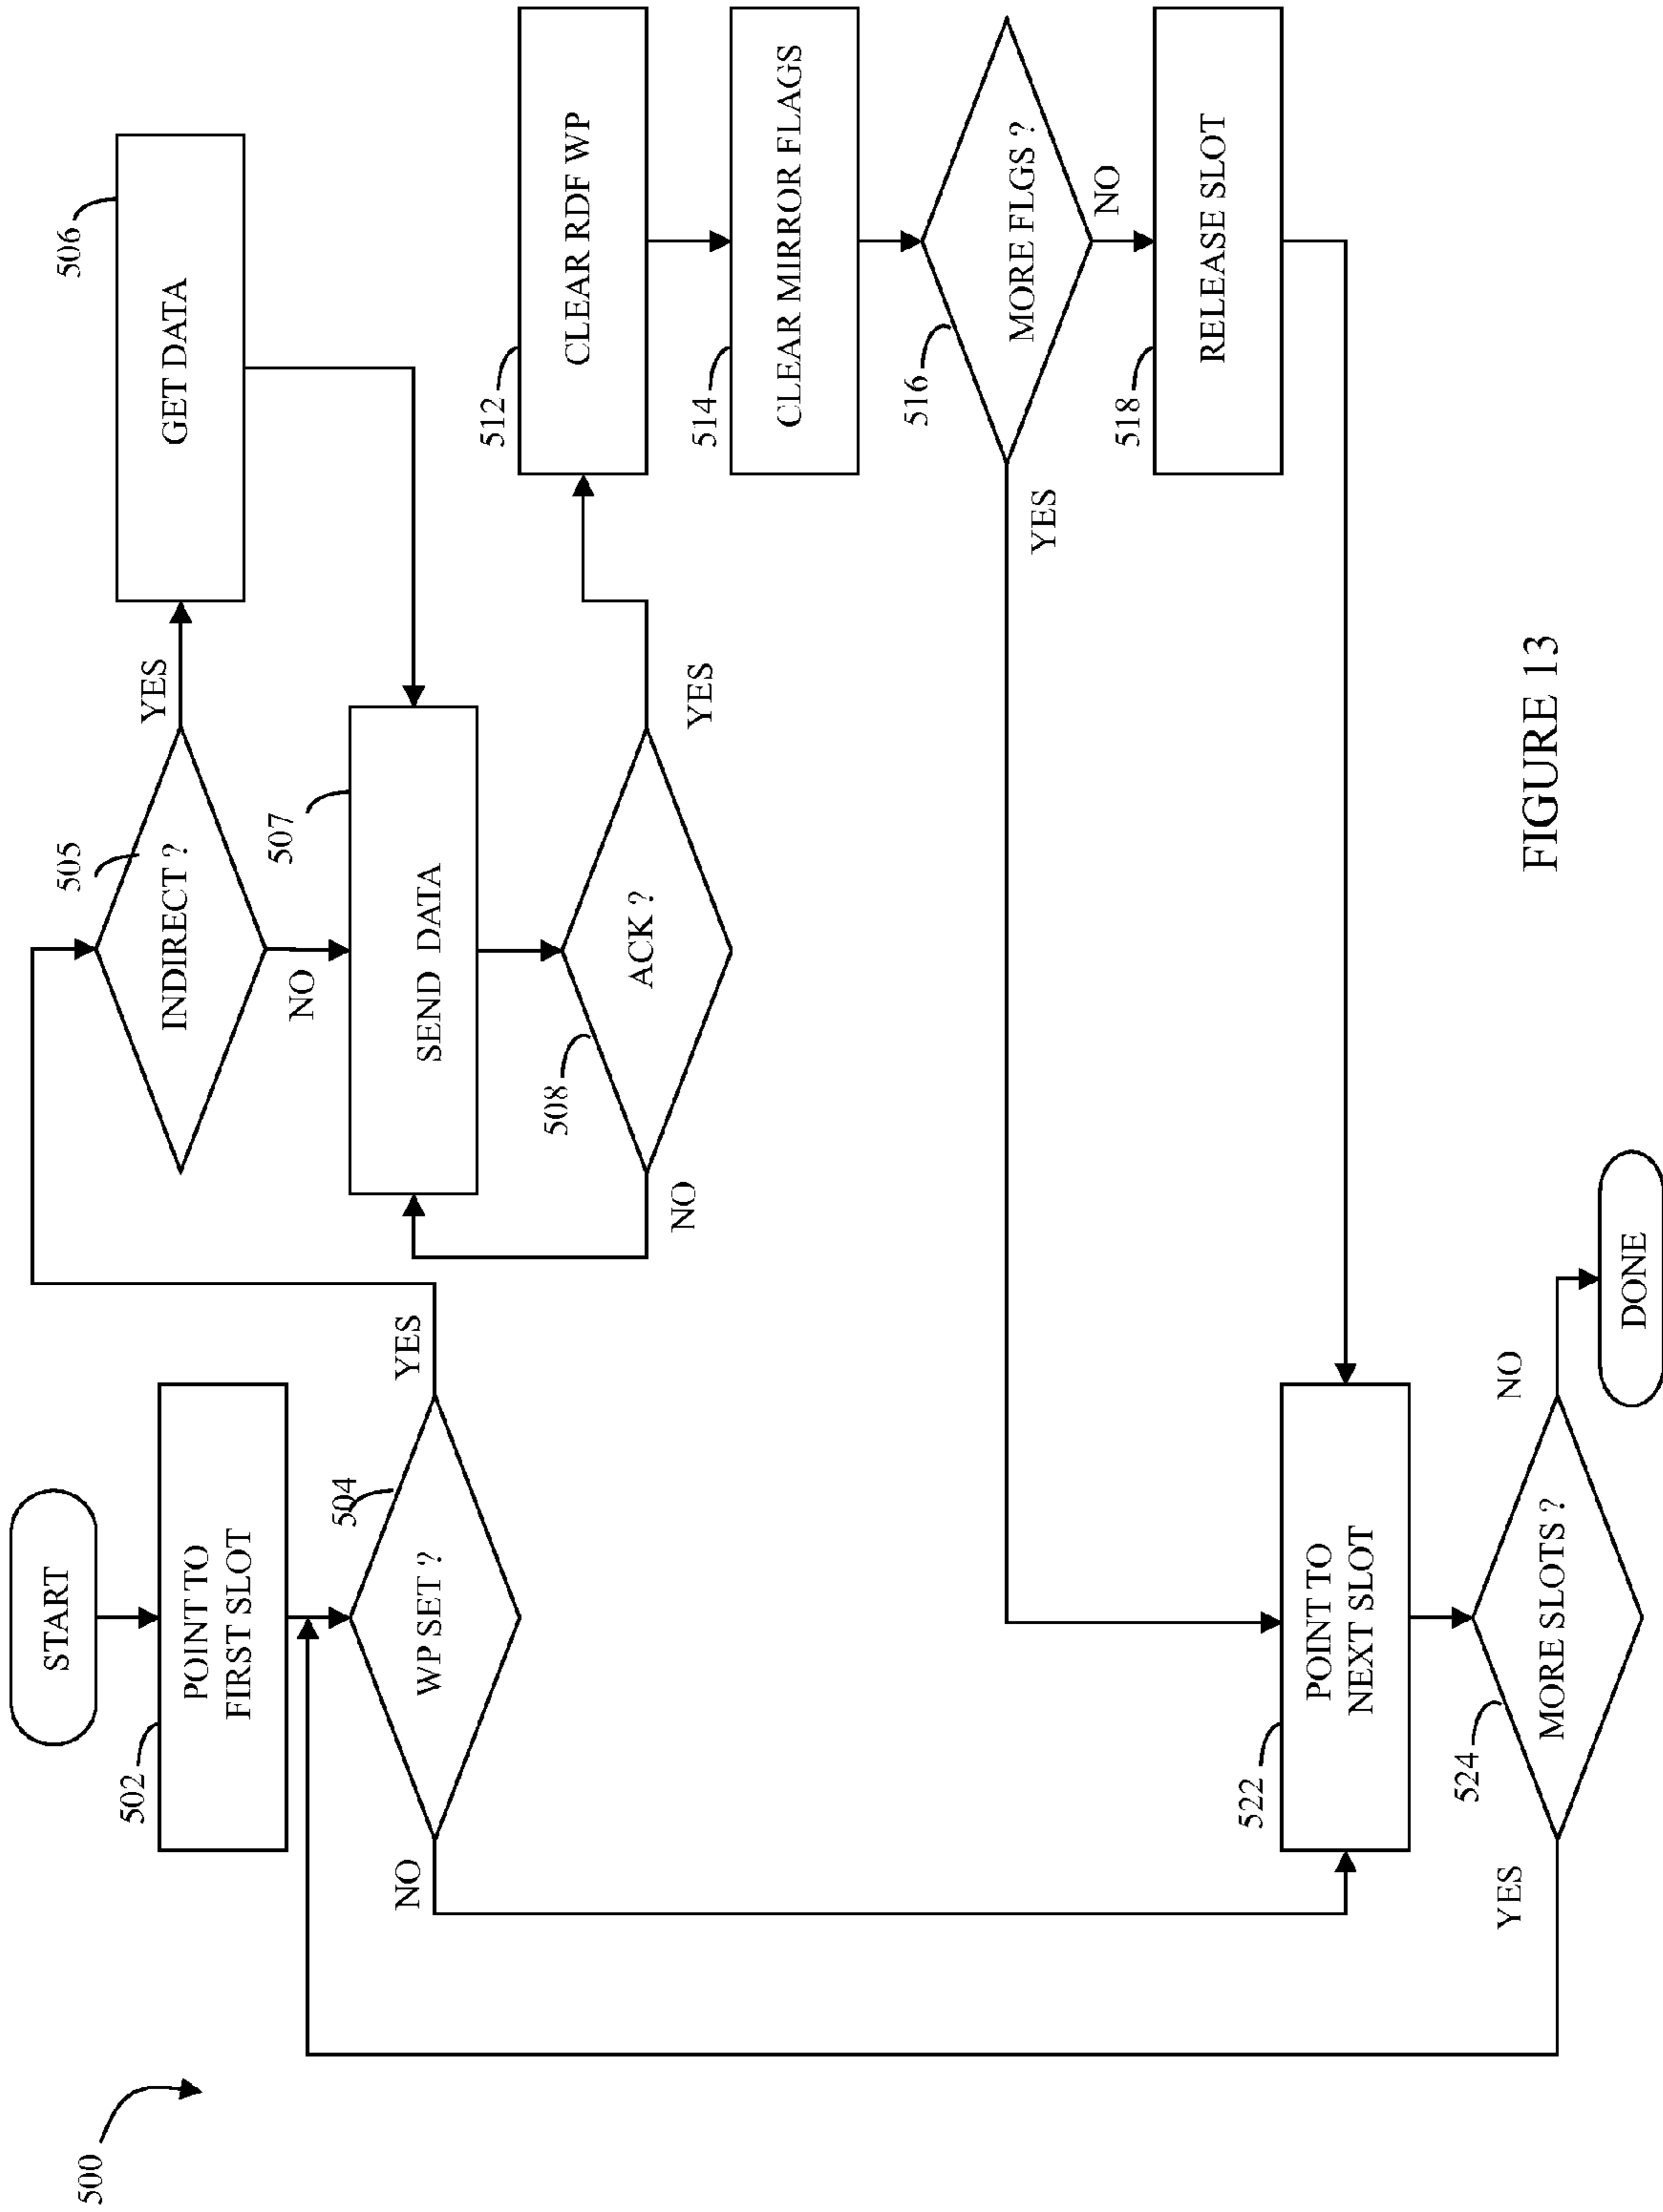 500
START
502
POINT TO
FIRST SLOT
504
WP SET ?
YES
NO
505
INDIRECT ?
YES
NO
506
GET DATA
507
SEND DATA
508
ACK ?
YES
NO
512
CLEAR RDF WP
514
CLEAR MIRROR FLAGS
516
MORE FLGS ?
YES
NO
518
RELEASE SLOT
522
POINT TO
NEXT SLOT
524
MORE SLOTS ?
YES
NO
DONE
FIGURE 13